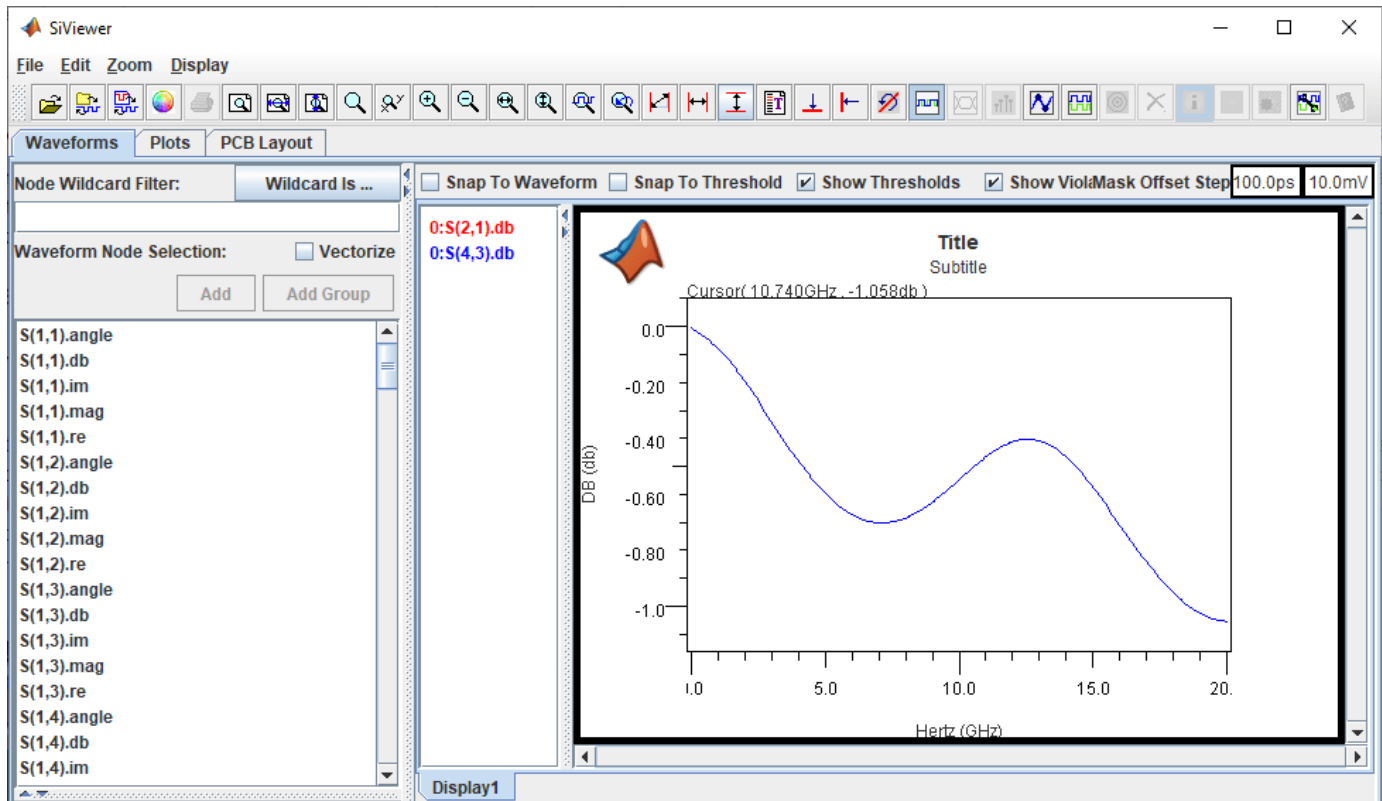 SiViewer
File Edit Zoom Display
Waveforms Plots PCB Layout
Node Wildcard Filter: Wildcard Is ...
Waveform Node Selection: Vectorize
Add Add Group
S(1,1).angle
S(1,1).db
S(1,1).im
S(1,1).mag
S(1,1).re
S(1,2).angle
S(1,2).db
S(1,2).im
S(1,2).mag
S(1,2).re
S(1,3).angle
S(1,3).db
S(1,3).im
S(1,3).mag
S(1,3).re
S(1,4).angle
S(1,4).db
S(1,4).im
Snap To Waveform Snap To Threshold Show Thresholds Show Viola Mask Offset Step 100.0ps 10.0mV
0:S(2,1).db
0:S(4,3).db
Title
Subtitle
Cursor( 10.740GHz, -1.058db )
0.0
-0.20
-0.40
-0.60
-0.80
-1.0
DB (db)
.0 5.0 10.0 15.0 20.
Hertz (GHz)
Display1